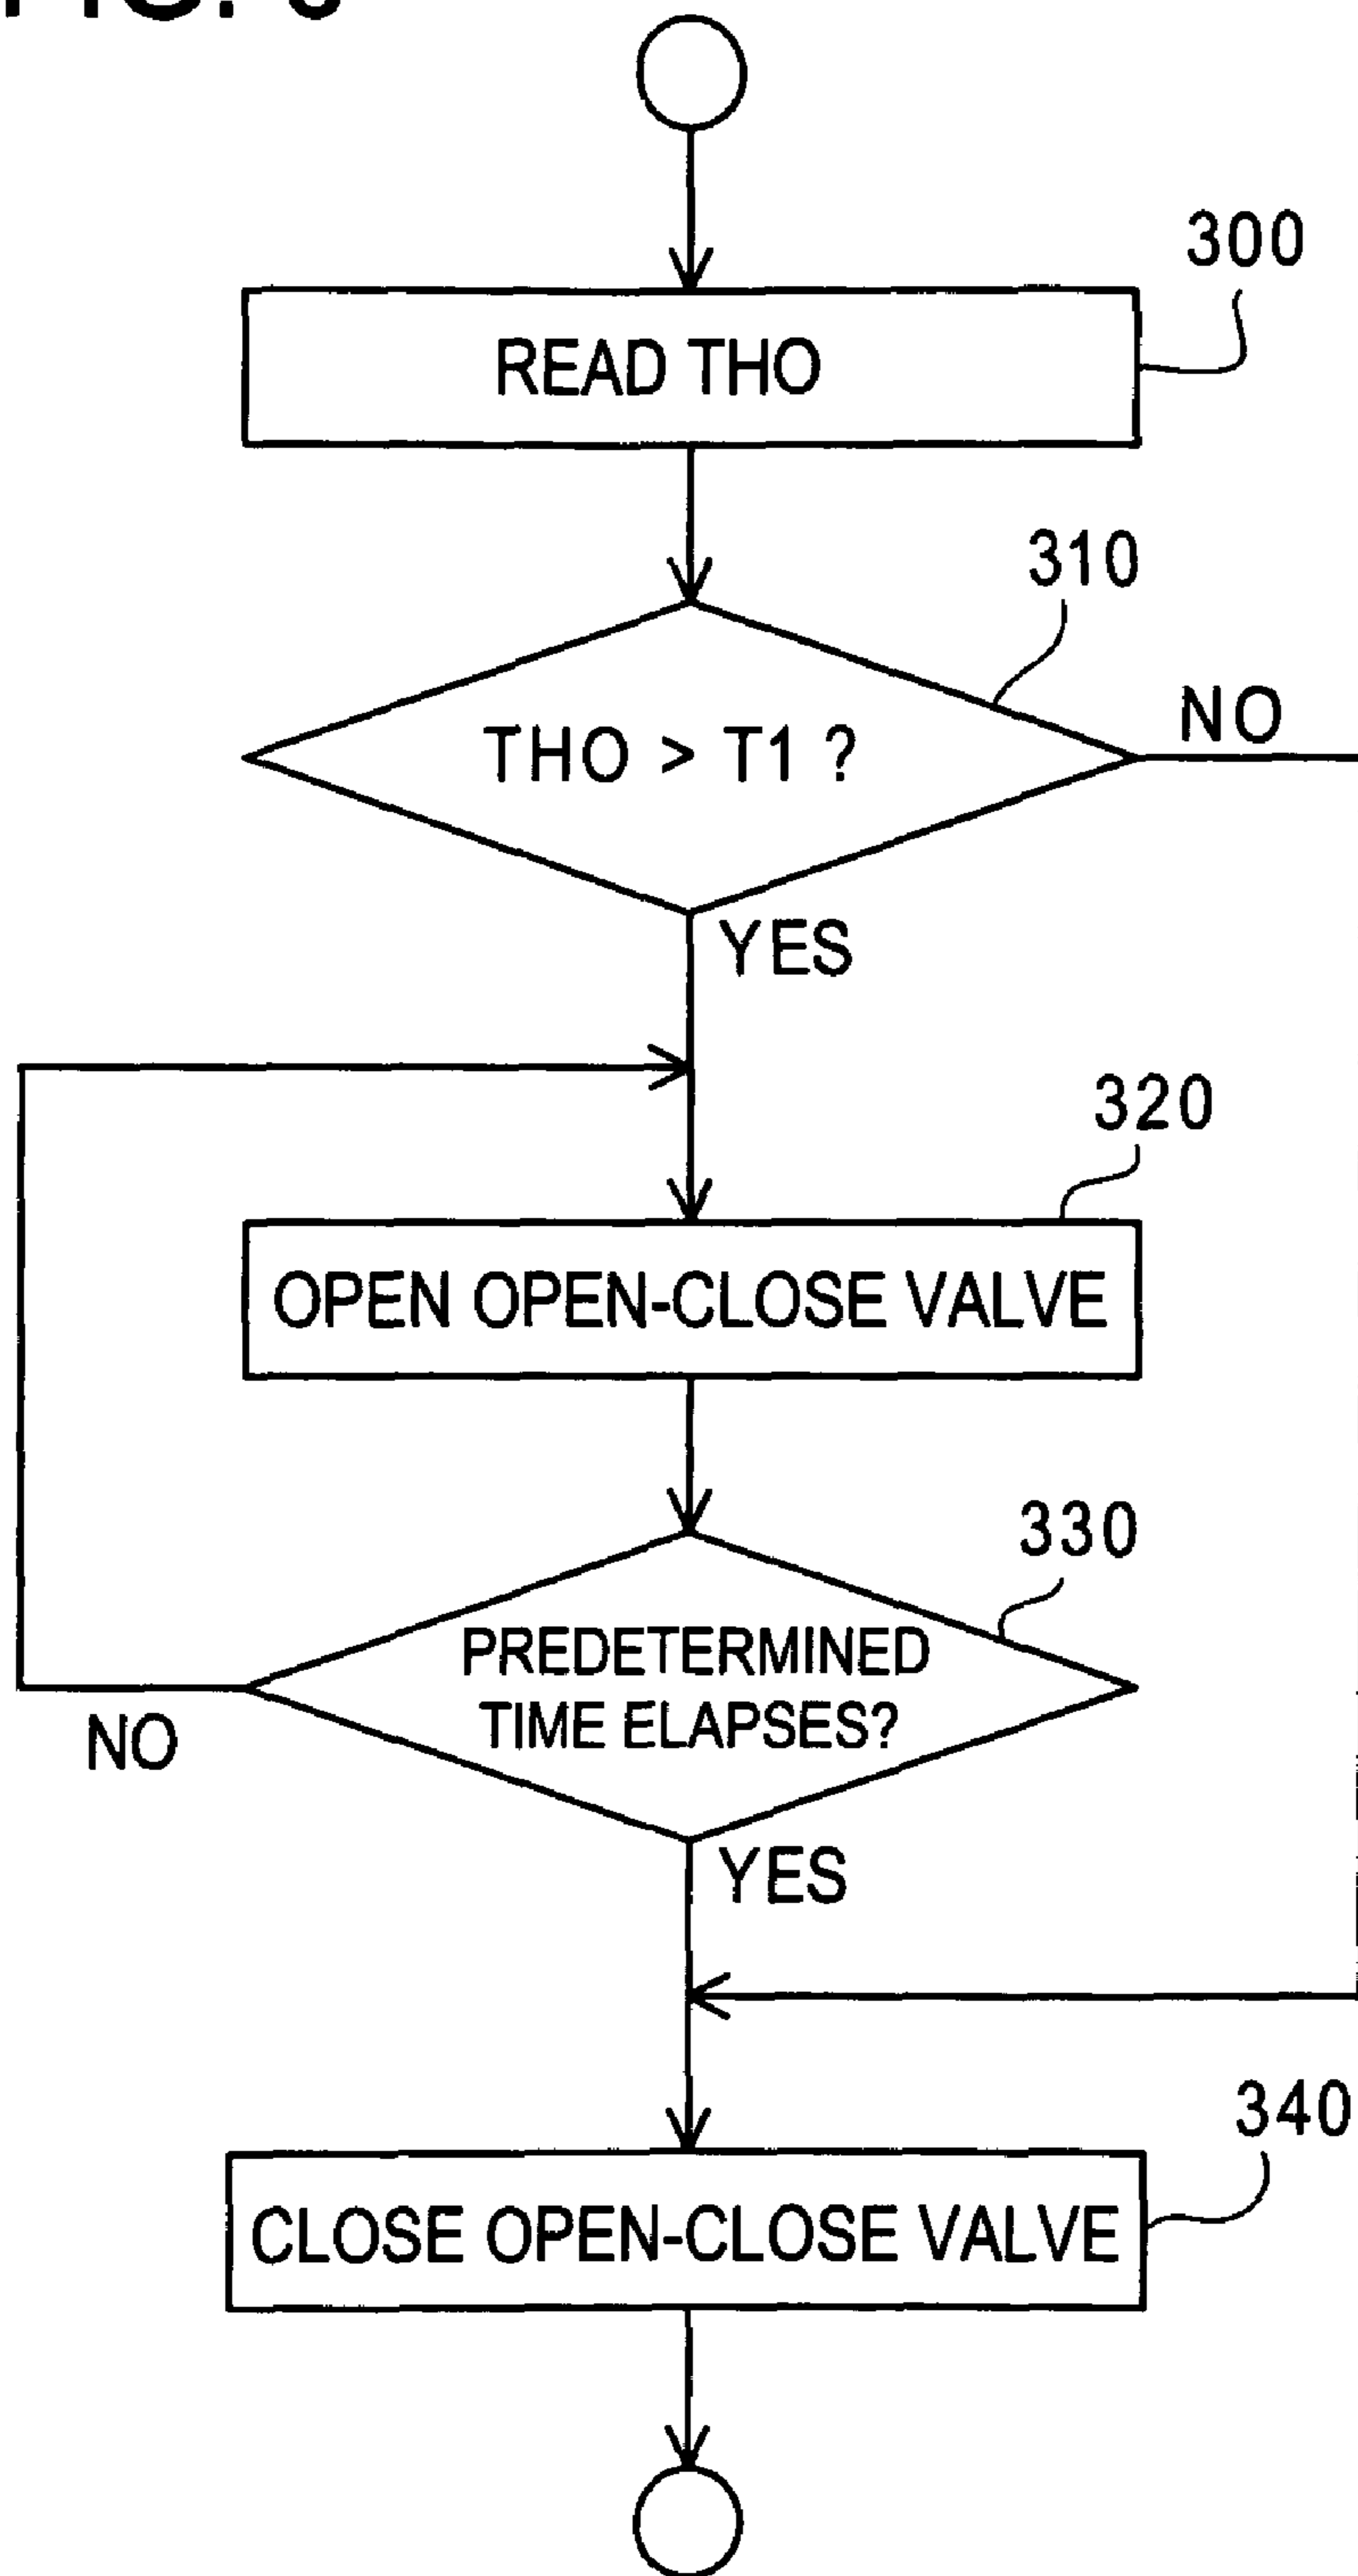 300
READ THO
310
THO > T1 ?
NO
YES
320
OPEN OPEN-CLOSE VALVE
330
PREDETERMINED
TIME ELAPSES?
NO
YES
340
CLOSE OPEN-CLOSE VALVE